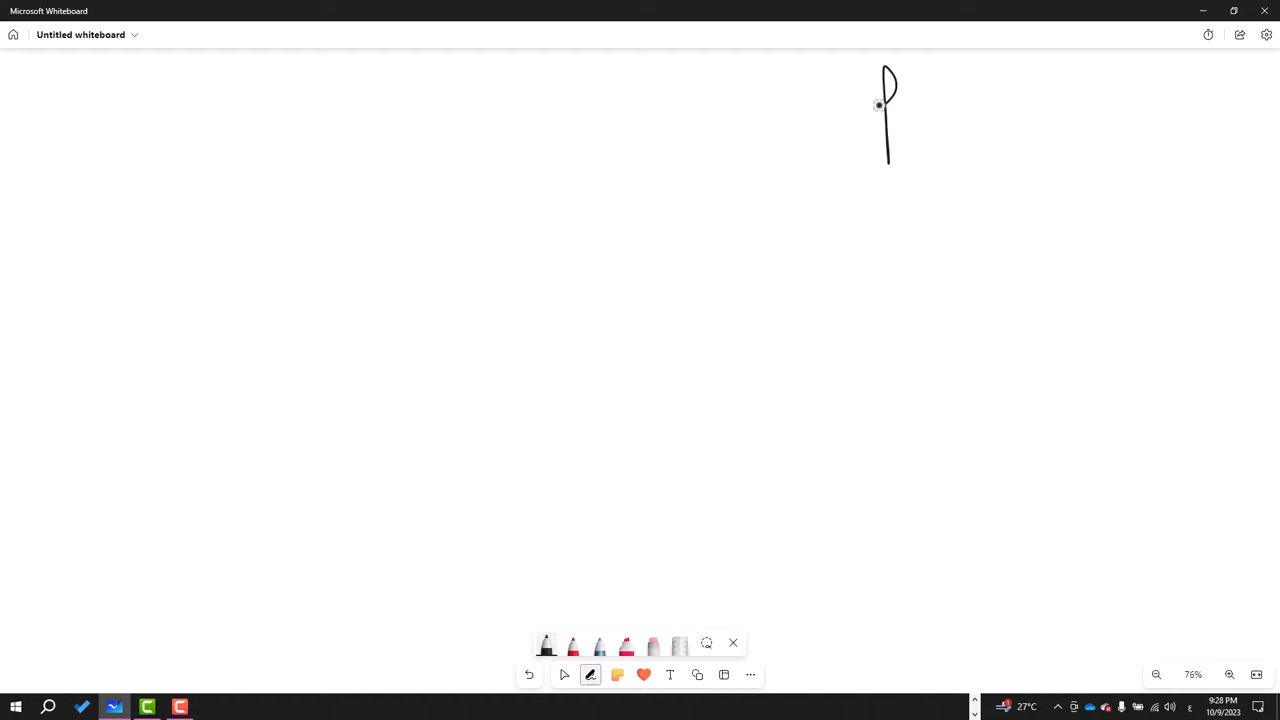 Microsoft Whiteboard
Untitled whiteboard
P
76%
27°C
ع
9:28 PM
10/9/2023